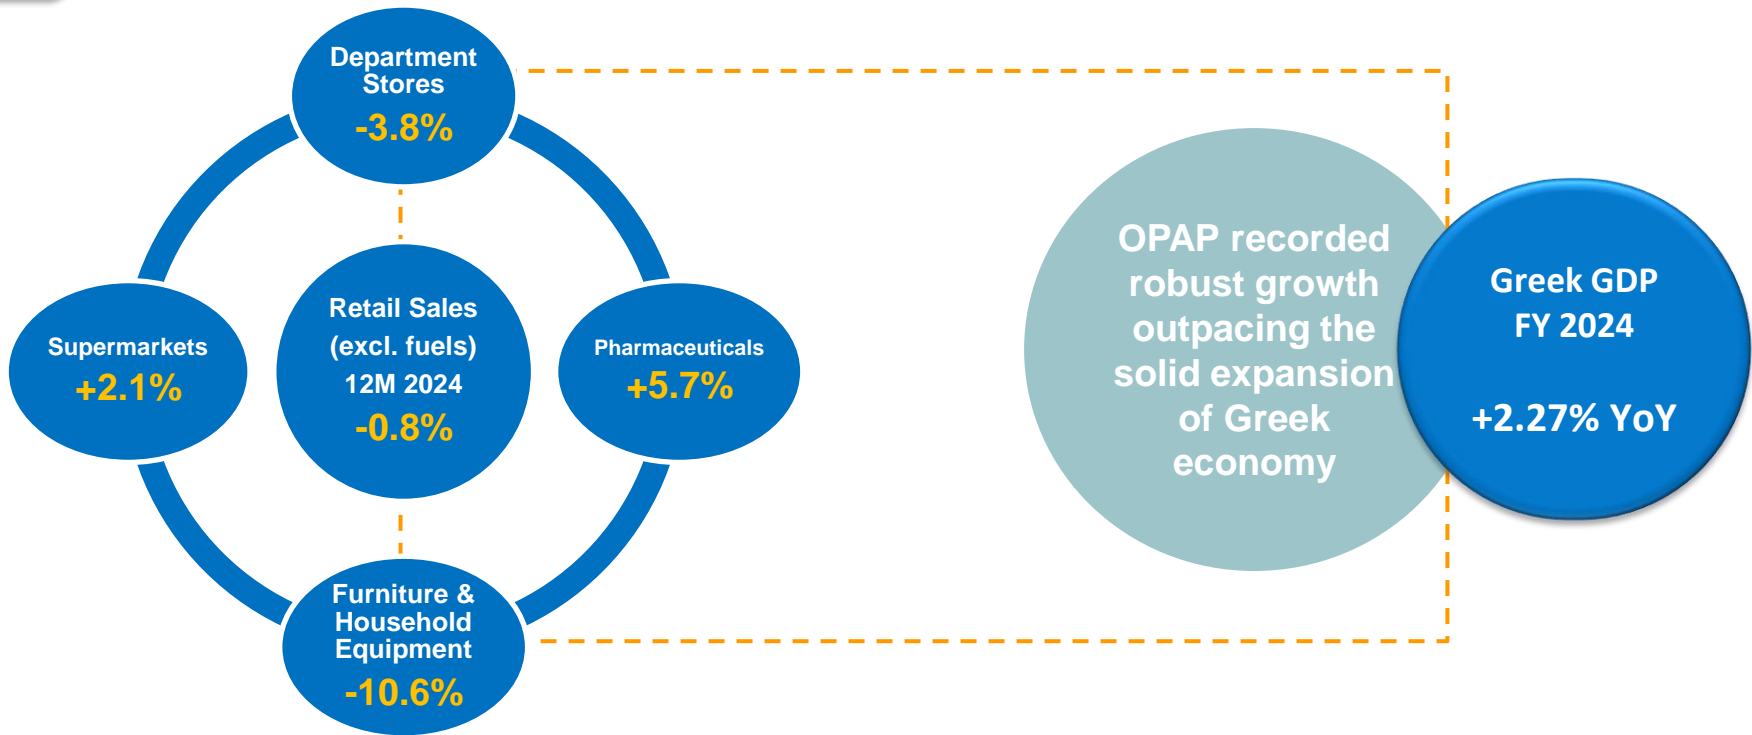 Department
Stores
-3.8%
Supermarkets
+2.1%
Retail Sales
(excl. fuels)
12M 2024
-0.8%
Pharmaceuticals
+5.7%
Furniture &
Household
Equipment
-10.6%
OPAP recorded
robust growth
outpacing the
solid expansion
of Greek
economy
Greek GDP
FY 2024
+2.27% YoY